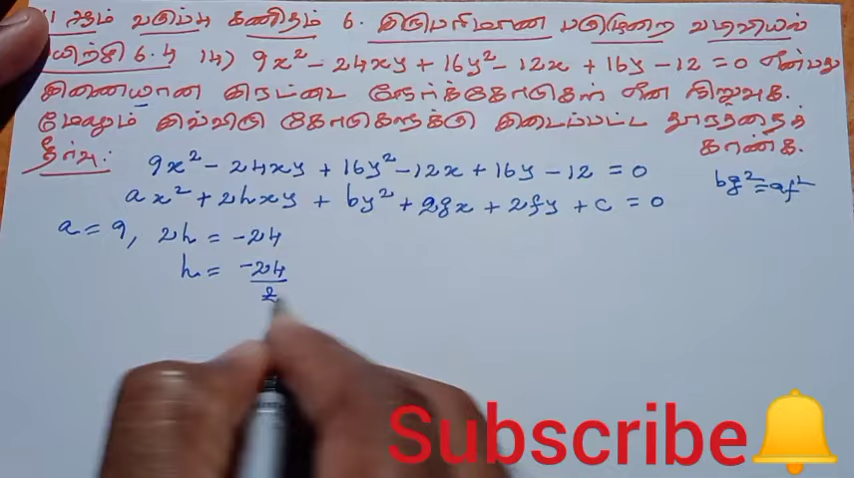 11 ஆம் வகுப்பு கணிதம் 6. இருபரிமாண பகுமுறை வடிவியல்
பயிற்சி 6.4 14) 9x² - 24xy + 16y² - 12x + 16y - 12 = 0 என்பது
இணையான இரட்டை நேர்க்கோடுகள் என நிறுவுக.
மேலும் இவ்விரு கோடுகளுக்கு இடைப்பட்ட தூரத்தைக்
காண்க.
தீர்வு:
9x² - 24xy + 16y² - 12x + 16y - 12 = 0
ax² + 2hxy + by² + 2gx + 2fy + c = 0
bg² = af²
a = 9, 2h = -24
h = -24/2
Subscribe